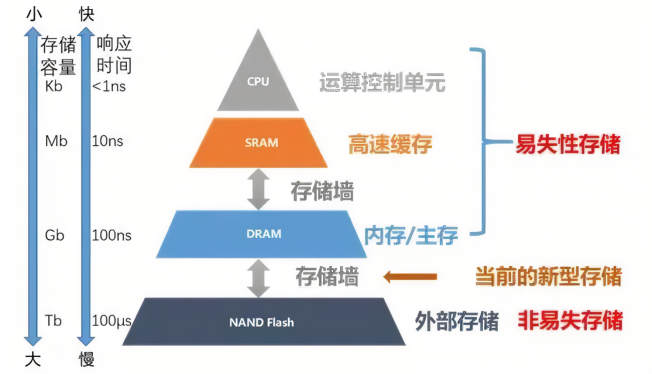 小 快
存储
容量
响应
时间
Kb <1ns CPU 运算控制单元
Mb 10ns SRAM 高速缓存 易失性存储
存储墙
Gb 100ns DRAM 内存/主存
存储墙 当前的新型存储
Tb 100μs NAND Flash 外部存储 非易失存储
大 慢